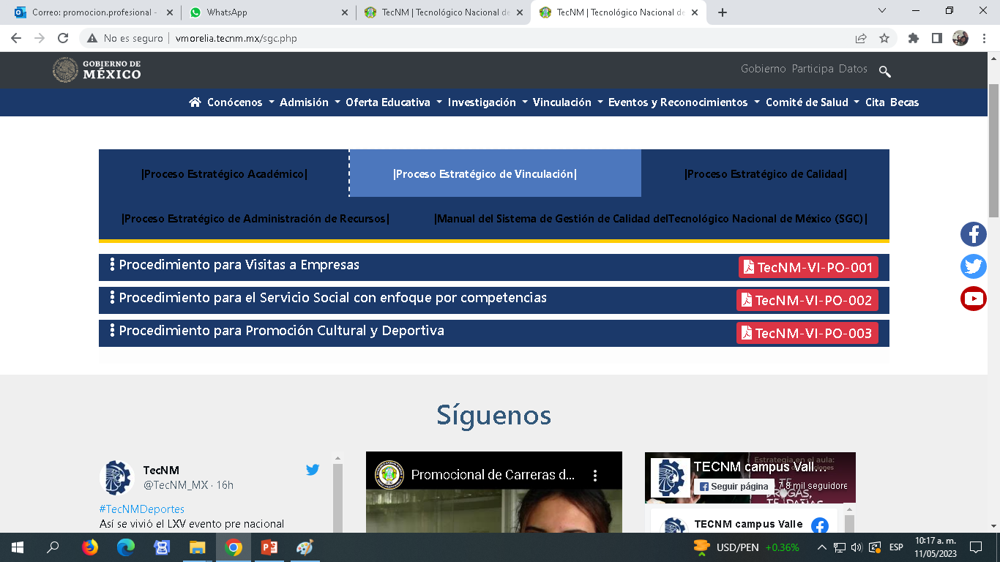 Correo: promocion.profesional -
WhatsApp
TecNM | Tecnológico Nacional de
TecNM | Tecnológico Nacional de
No es seguro
vmorelia.tecnm.mx/sgc.php
GOBIERNO DE
MÉXICO
Gobierno Participa Datos
Conócenos Admisión Oferta Educativa Investigación Vinculación Eventos y Reconocimientos Comité de Salud Cita Becas
|Proceso Estratégico Académico|
|Proceso Estratégico de Vinculación|
|Proceso Estratégico de Calidad|
|Proceso Estratégico de Administración de Recursos|
|Manual del Sistema de Gestión de Calidad delTecnológico Nacional de México (SGC)|
Procedimiento para Visitas a Empresas
TecNM-VI-PO-001
Procedimiento para el Servicio Social con enfoque por competencias
TecNM-VI-PO-002
Procedimiento para Promoción Cultural y Deportiva
TecNM-VI-PO-003
Síguenos
TecNM
@TecNM_MX · 16h
#TecNMDeportes
Así se vivió el LXV evento pre nacional
Promocional de Carreras d...
Estrategia en el aula:
TECNM campus Vall...
Seguir página
7,8 mil seguidore
TECNM campus Valle
USD/PEN +0.36%
ESP
10:17 a. m.
11/05/2023